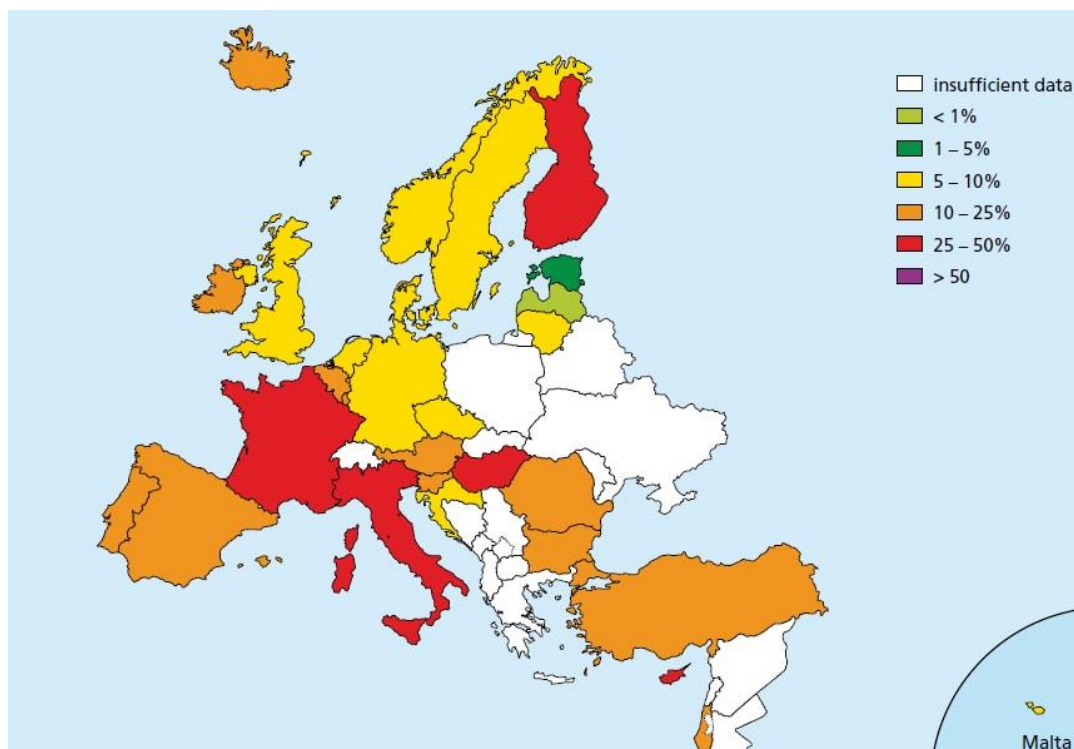 insufficient data
< 1%
1 – 5%
5 – 10%
10 – 25%
25 – 50%
> 50
Malta